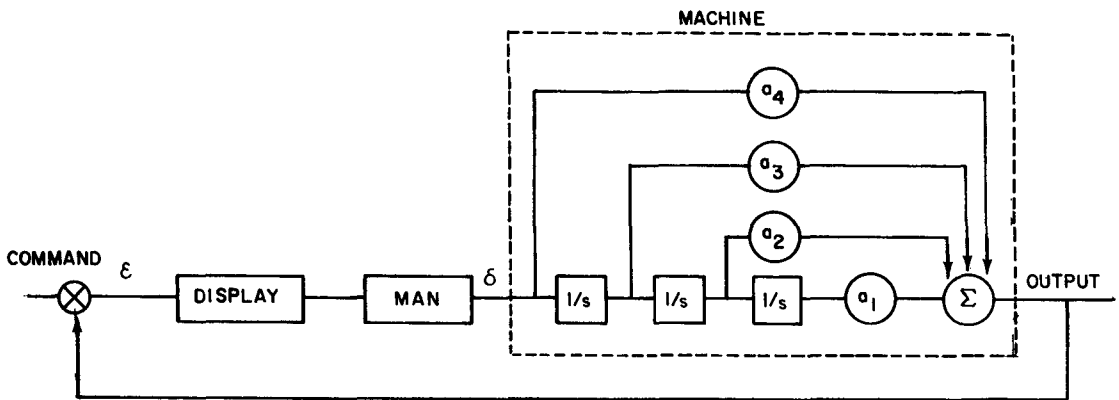 MACHINE
a4
a3
a2
COMMAND
ε
DISPLAY
MAN
δ
1/s
1/s
1/s
a1
Σ
OUTPUT